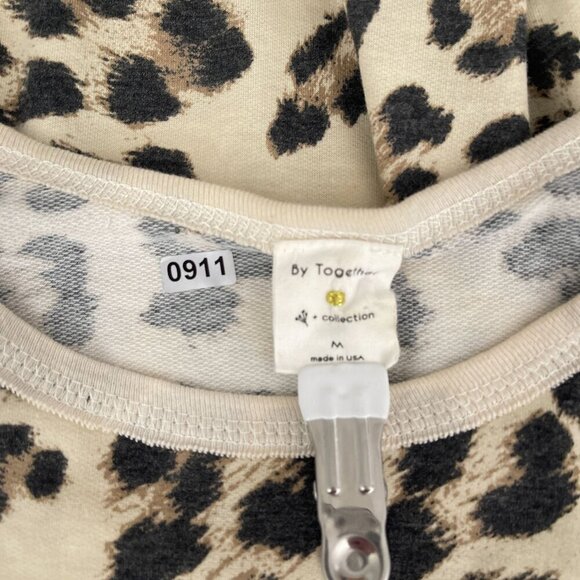 0911
By Together
+ collection
M
made in USA